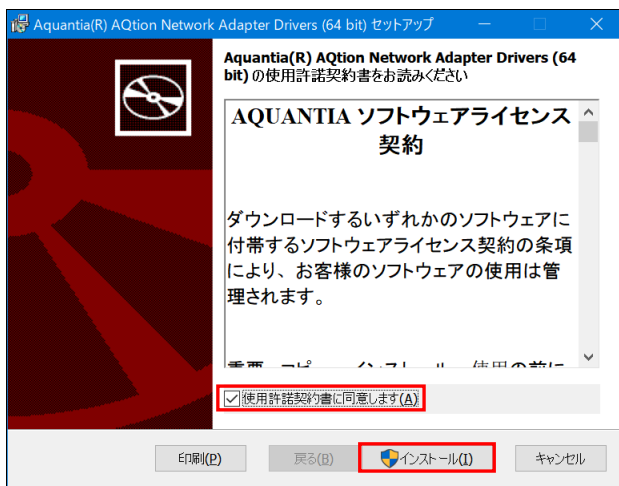 Aquantia(R) AQtion Network Adapter Drivers (64 bit) セットアップ
Aquantia(R) AQtion Network Adapter Drivers (64
bit) の使用許諾契約書をお読みください
AQUANTIA ソフトウェアライセンス
契約
ダウンロードするいずれかのソフトウェアに
付帯するソフトウェアライセンス契約の条項
により、お客様のソフトウェアの使用は管
理されます。
使用許諾契約書に同意します(A)
印刷(P)
戻る(B)
インストール(I)
キャンセル